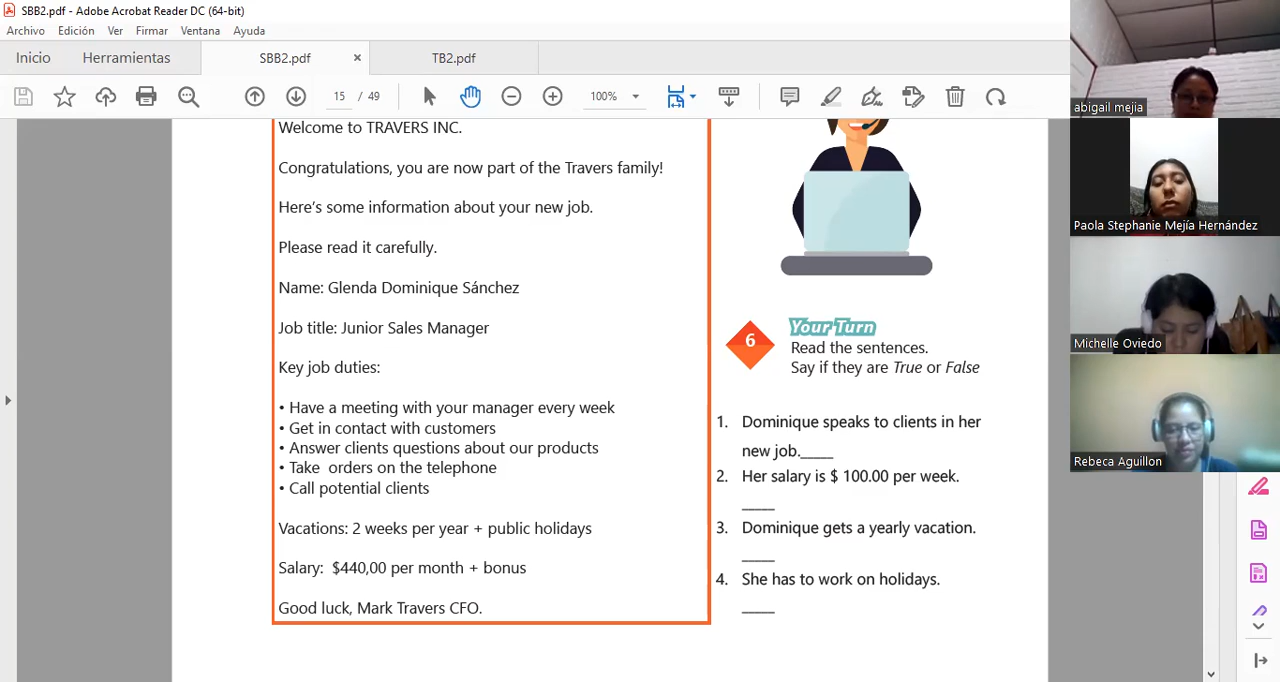 SBB2.pdf - Adobe Acrobat Reader DC (64-bit)
Archivo Edición Ver Firmar Ventana Ayuda
Inicio Herramientas SBB2.pdf × TB2.pdf
15 / 49 100%
Welcome to TRAVERS INC.
Congratulations, you are now part of the Travers family!
Here's some information about your new job.
Please read it carefully.
Name: Glenda Dominique Sánchez
Job title: Junior Sales Manager
Key job duties:
• Have a meeting with your manager every week
• Get in contact with customers
• Answer clients questions about our products
• Take orders on the telephone
• Call potential clients
Vacations: 2 weeks per year + public holidays
Salary: $440,00 per month + bonus
Good luck, Mark Travers CFO.
6
Your Turn
Read the sentences.
Say if they are True or False
1. Dominique speaks to clients in her
new job.____
2. Her salary is $ 100.00 per week.
____
3. Dominique gets a yearly vacation.
____
4. She has to work on holidays.
____
abigail mejia
Paola Stephanie Mejía Hernández
Michelle Oviedo
Rebeca Aguillon